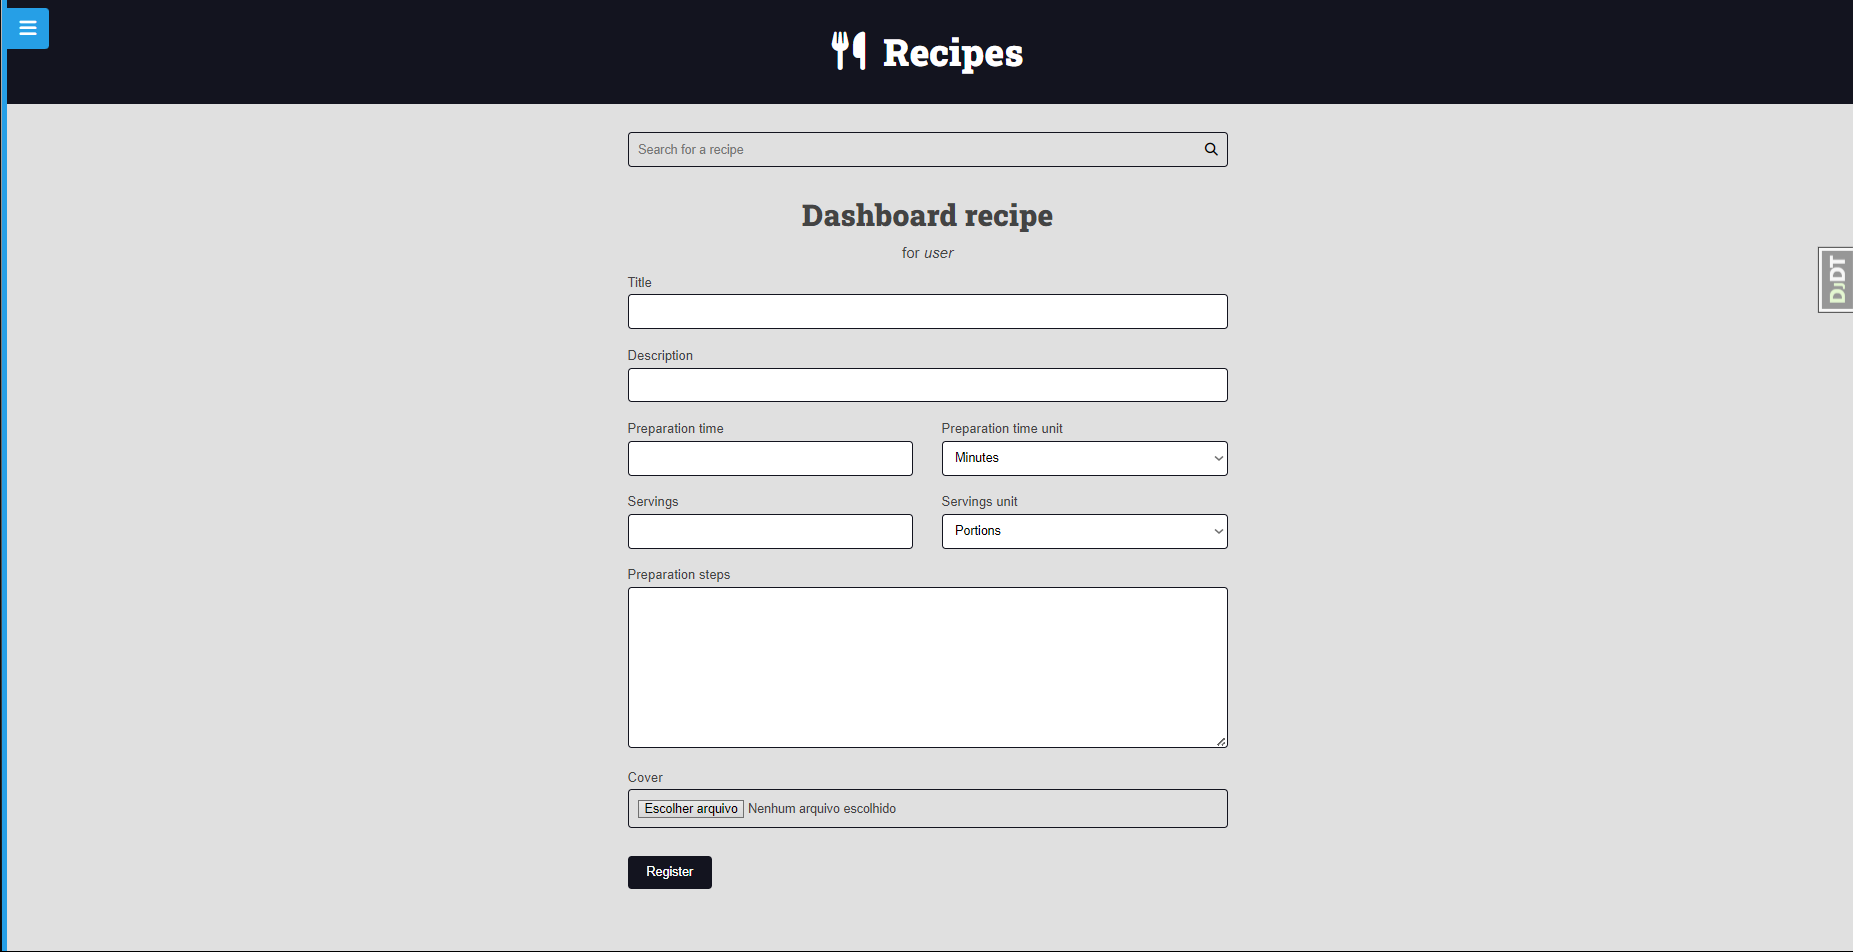 Recipes
Search for a recipe
Dashboard recipe
for user
DjDT
Title
Description
Preparation time
Preparation time unit
Minutes
Servings
Servings unit
Portions
Preparation steps
Cover
Escolher arquivo Nenhum arquivo escolhido
Register